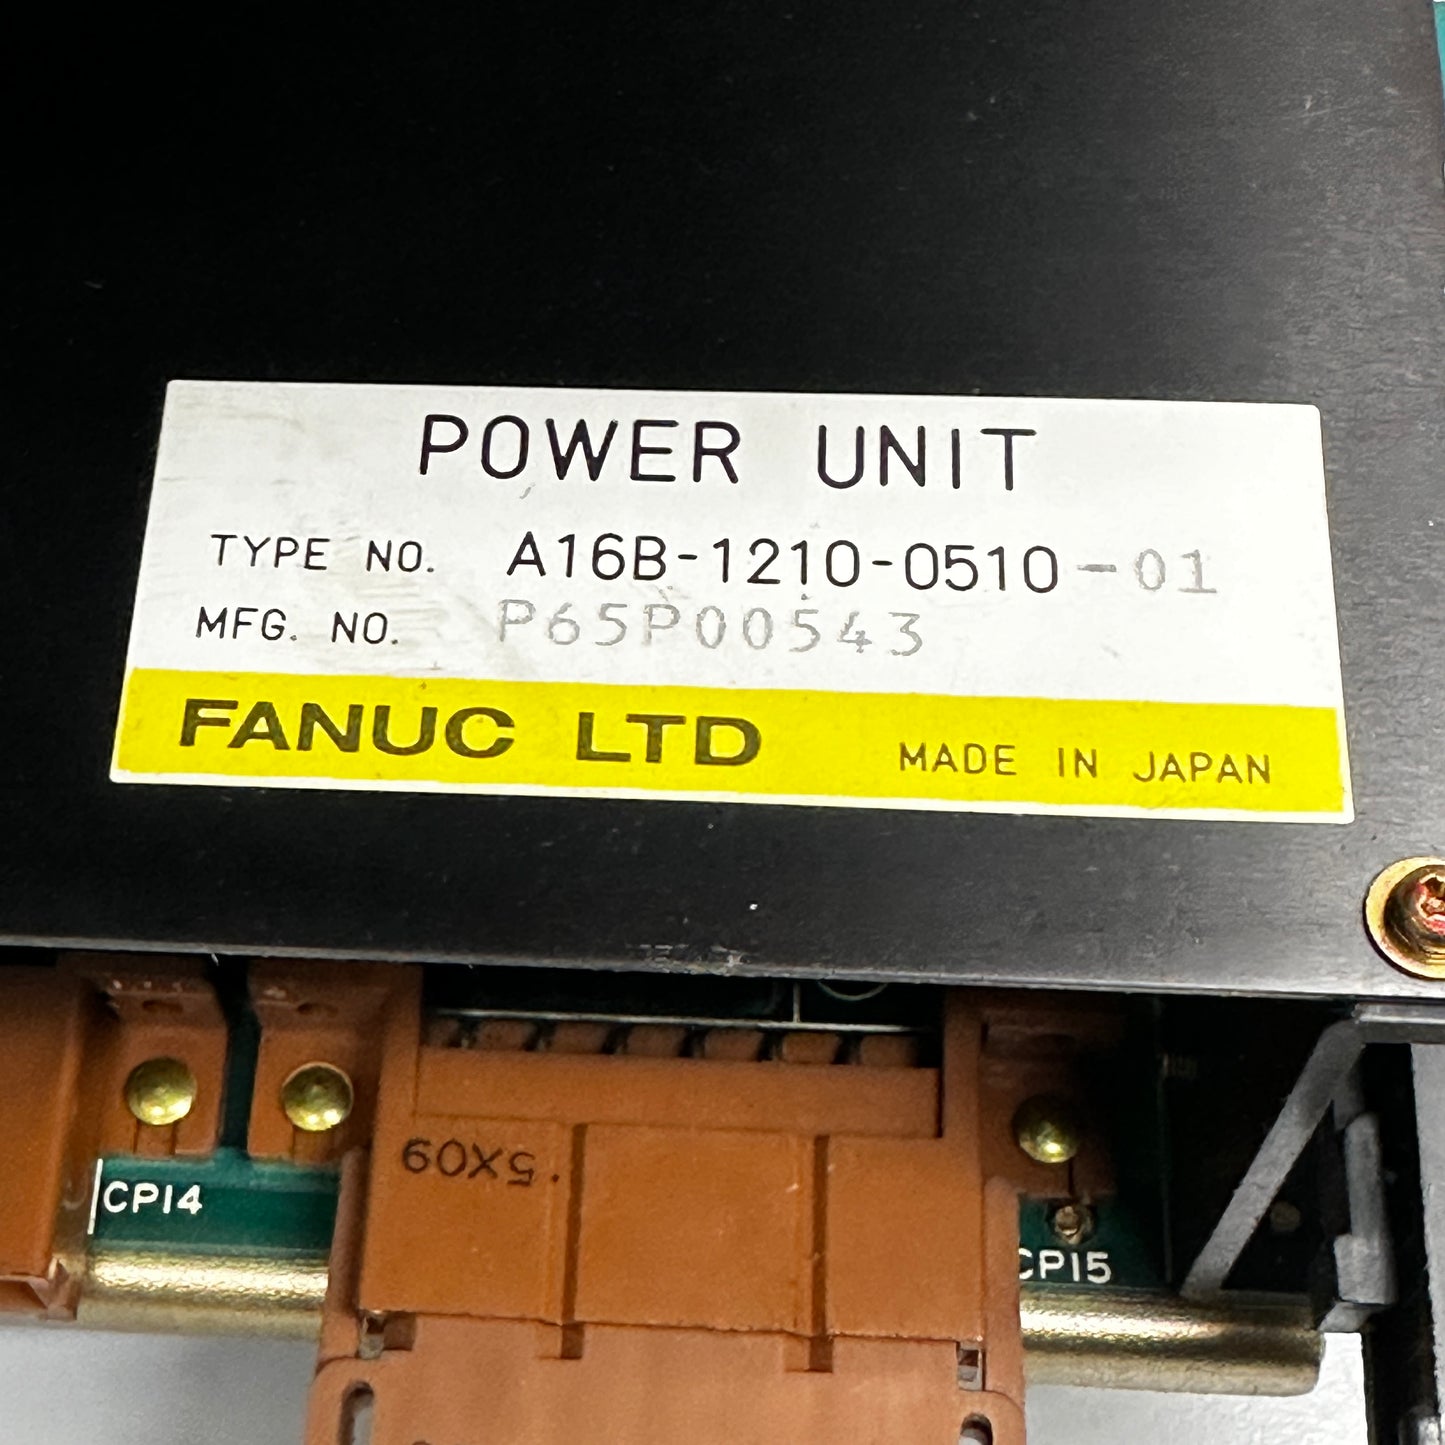 POWER UNIT
TYPE NO. A16B-1210-0510-01
MFG. NO. P65P00543
FANUC LTD MADE IN JAPAN
60X5.
CP14
CP15